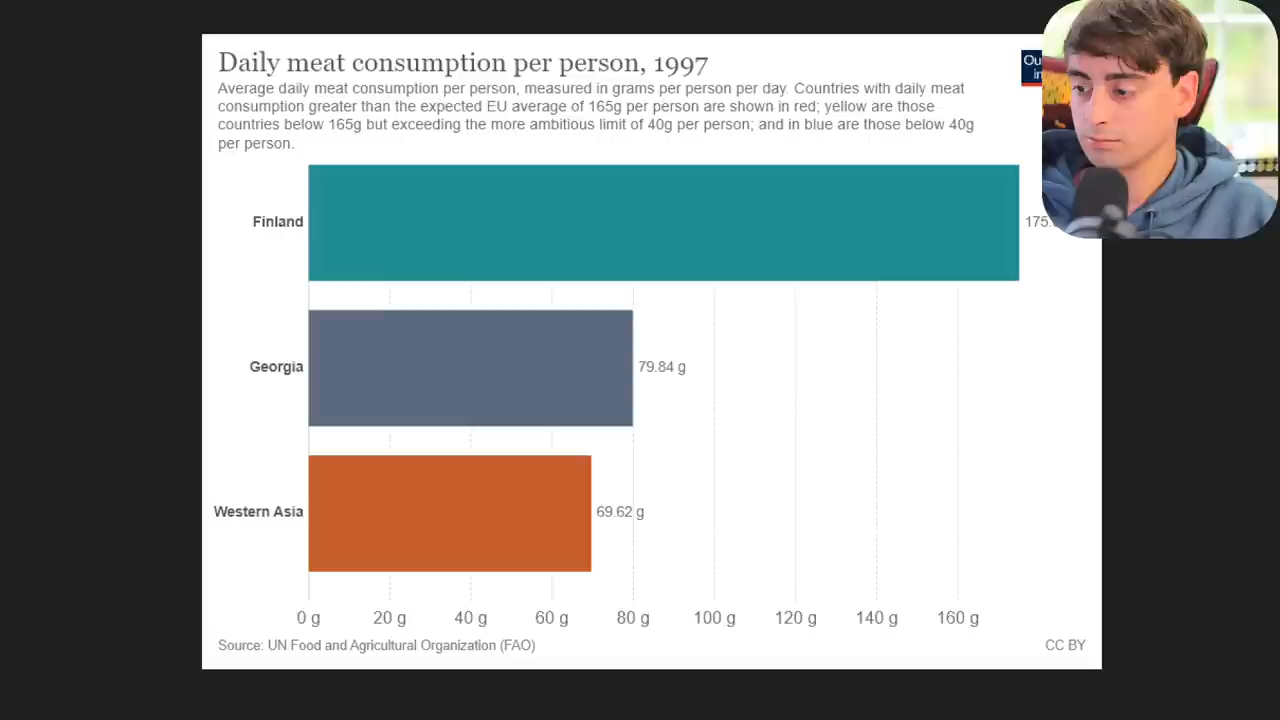 Daily meat consumption per person, 1997
Average daily meat consumption per person, measured in grams per person per day. Countries with daily meat
consumption greater than the expected EU average of 165g per person are shown in red; yellow are those
countries below 165g but exceeding the more ambitious limit of 40g per person; and in blue are those below 40g
per person.
Finland
Georgia
79.84 g
Western Asia
69.62 g
0 g 20 g 40 g 60 g 80 g 100 g 120 g 140 g 160 g
Source: UN Food and Agricultural Organization (FAO)
CC BY